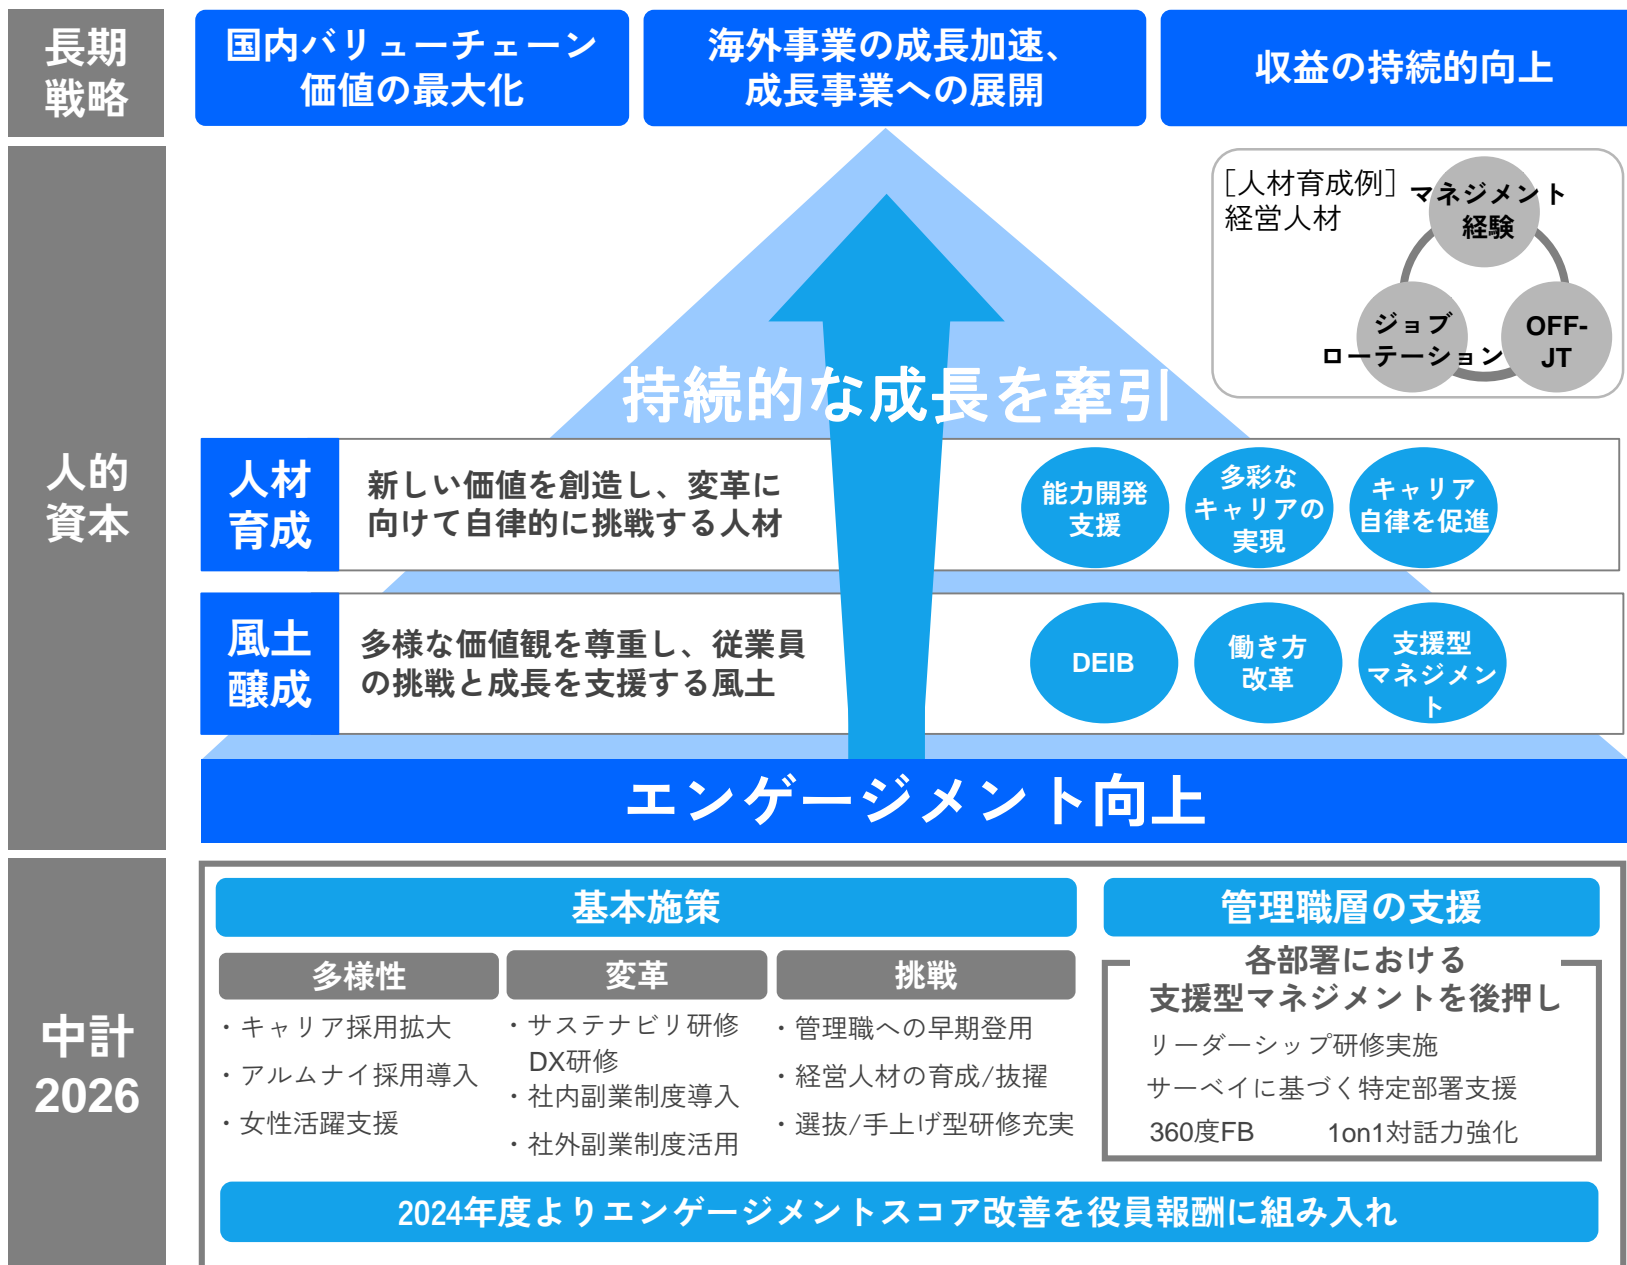 長期
戦略
国内バリューチェーン
価値の最大化
海外事業の成長加速、
成長事業への展開
収益の持続的向上
人的
資本
［人材育成例］
経営人材
マネジメント
経験
ジョブ
ローテーション
OFF-
JT
持続的な成長を牽引
人材
育成
新しい価値を創造し、変革に
向けて自律的に挑戦する人材
能力開発
支援
多彩な
キャリアの
実現
キャリア
自律を促進
風土
醸成
多様な価値観を尊重し、従業員
の挑戦と成長を支援する風土
DEIB
働き方
改革
支援型
マネジメン
ト
エンゲージメント向上
中計
2026
基本施策
多様性
・キャリア採用拡大
・アルムナイ採用導入
・女性活躍支援
変革
・サステナビリ研修
DX研修
・社内副業制度導入
・社外副業制度活用
挑戦
・管理職への早期登用
・経営人材の育成/抜擢
・選抜/手上げ型研修充実
管理職層の支援
各部署における
支援型マネジメントを後押し
リーダーシップ研修実施
サーベイに基づく特定部署支援
360度FB 1on1対話力強化
2024年度よりエンゲージメントスコア改善を役員報酬に組み入れ